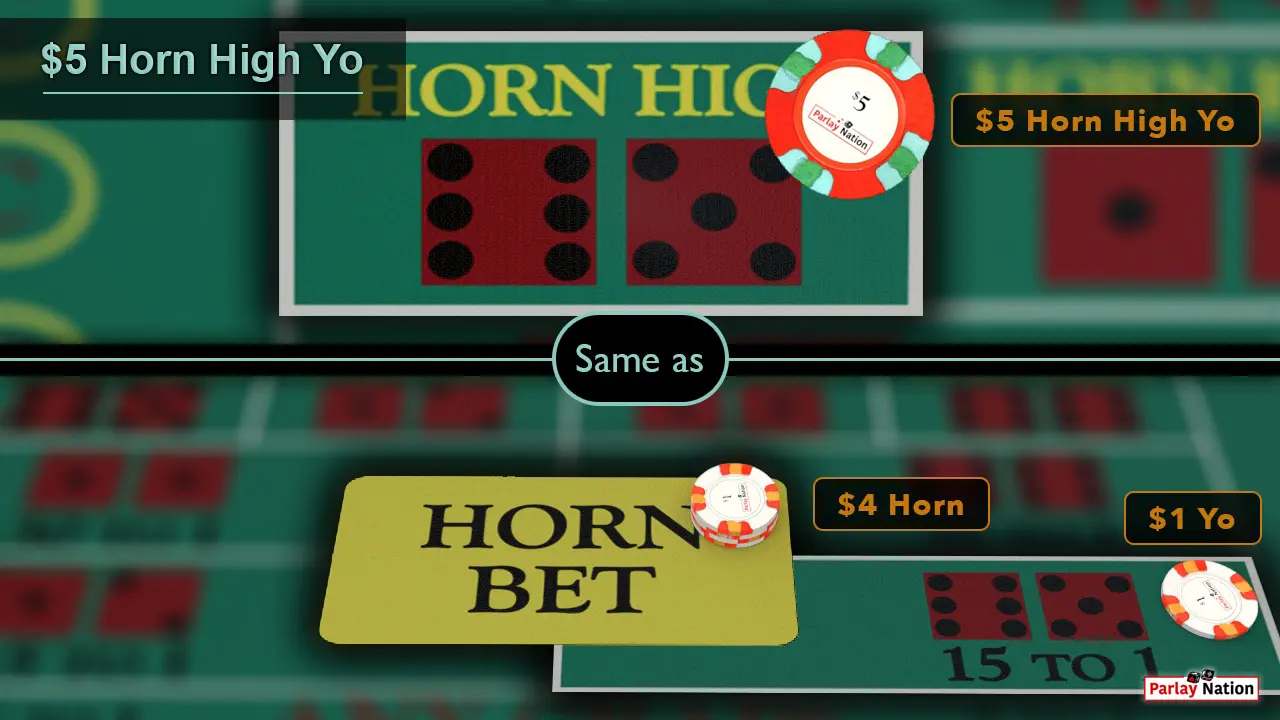 $5 Horn High Yo
HORN HIG
$5
Parlay Nation
$5 Horn High Yo
Same as
HORN
BET
$4 Horn
$1 Yo
$1
15 TO 1
Parlay Nation